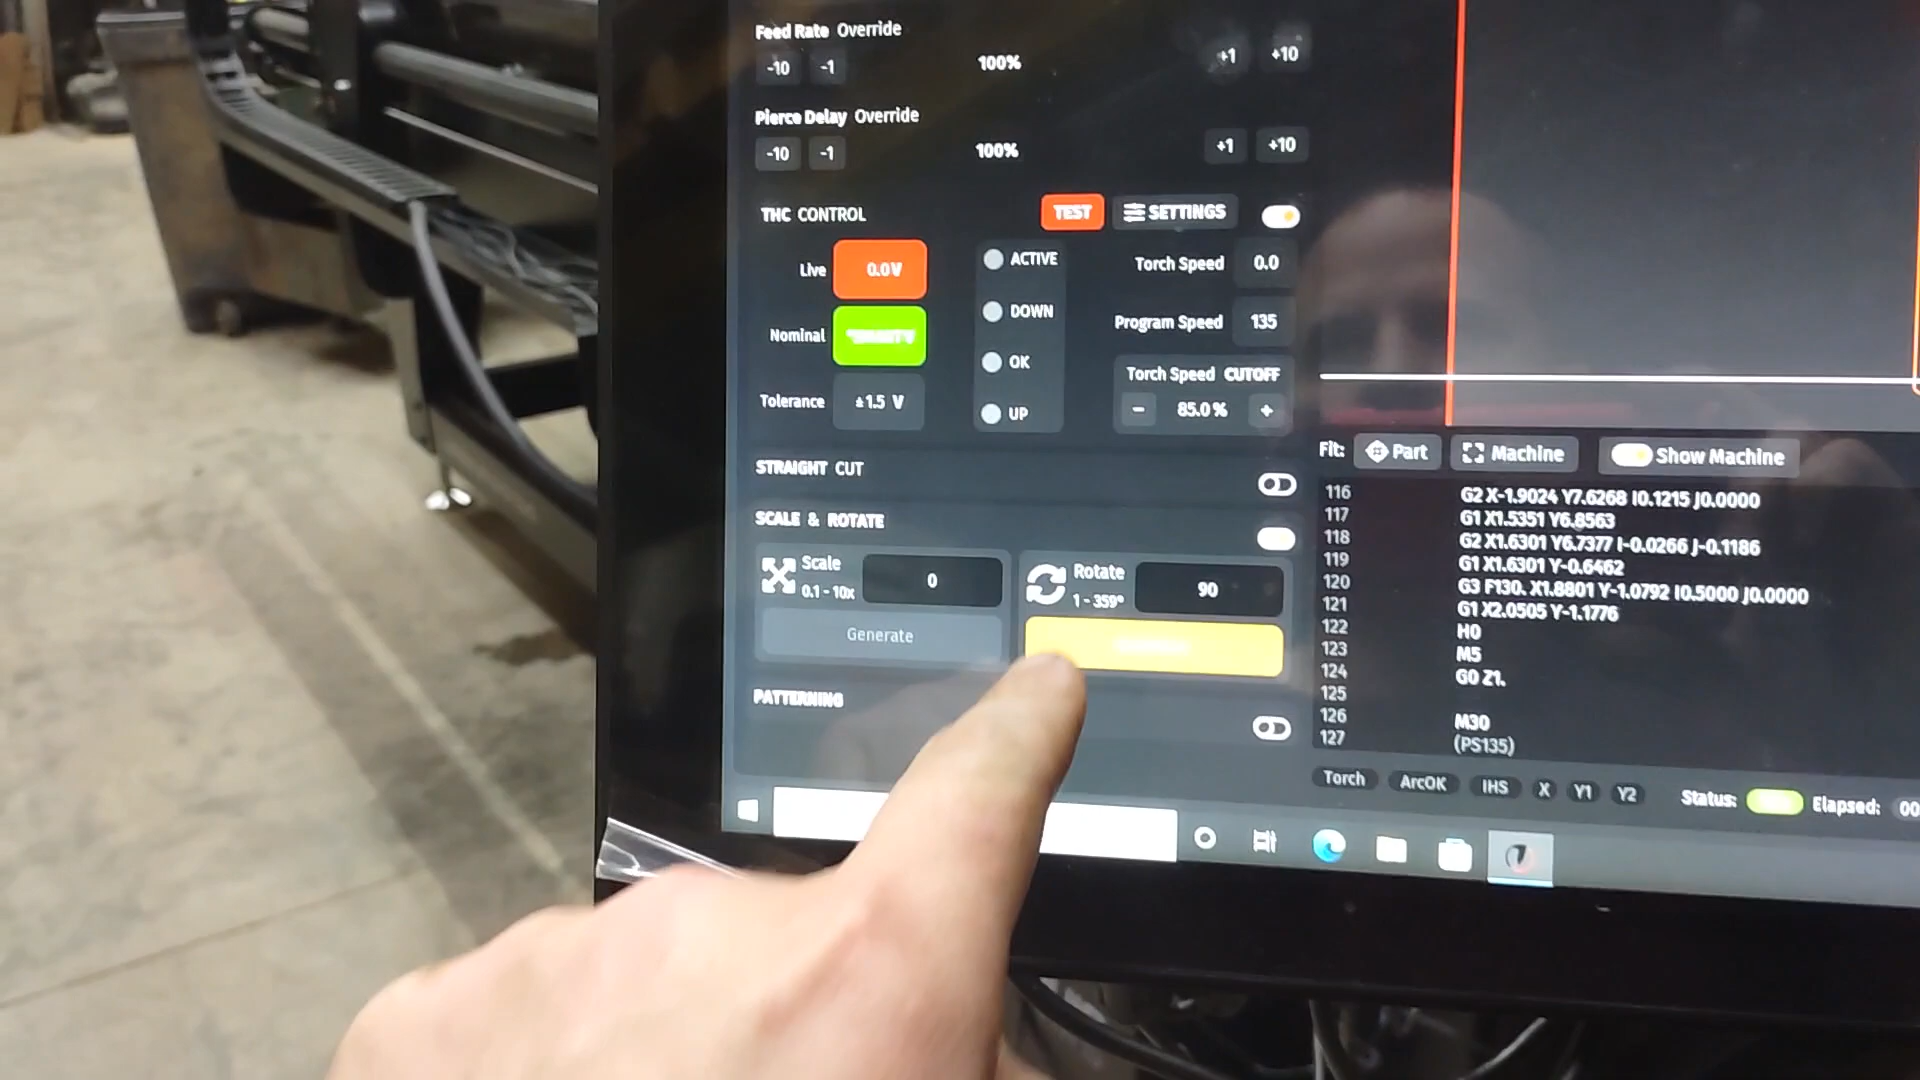 Feed Rate Override
-10 -1 100% +1 +10
Pierce Delay Override
-10 -1 100% +1 +10
THC CONTROL TEST SETTINGS
Live 0.0V ACTIVE Torch Speed 0.0
Nominal DOWN Program Speed 135
OK Torch Speed CUTOFF
Tolerance ±1.5 V UP - 85.0% +
STRAIGHT CUT
SCALE & ROTATE
Scale 0.1 - 10x 0
Generate
Rotate 1 - 359° 90
PATTERNING
Fit: Part Machine Show Machine
116 G2 X-1.9024 Y7.6268 I0.1215 J0.0000
117 G1 X1.5351 Y6.8563
118 G2 X1.6301 Y6.7377 I-0.0266 J-0.1186
119 G1 X1.6301 Y-0.6462
120 G3 F130. X1.8801 Y-1.0792 I0.5000 J0.0000
121 G1 X2.0505 Y-1.1776
122 H0
123 M5
124 G0 Z1.
125
126 M30
127 (PS135)
Torch ArcOK IHS X Y1 Y2 Status: Elapsed: 00